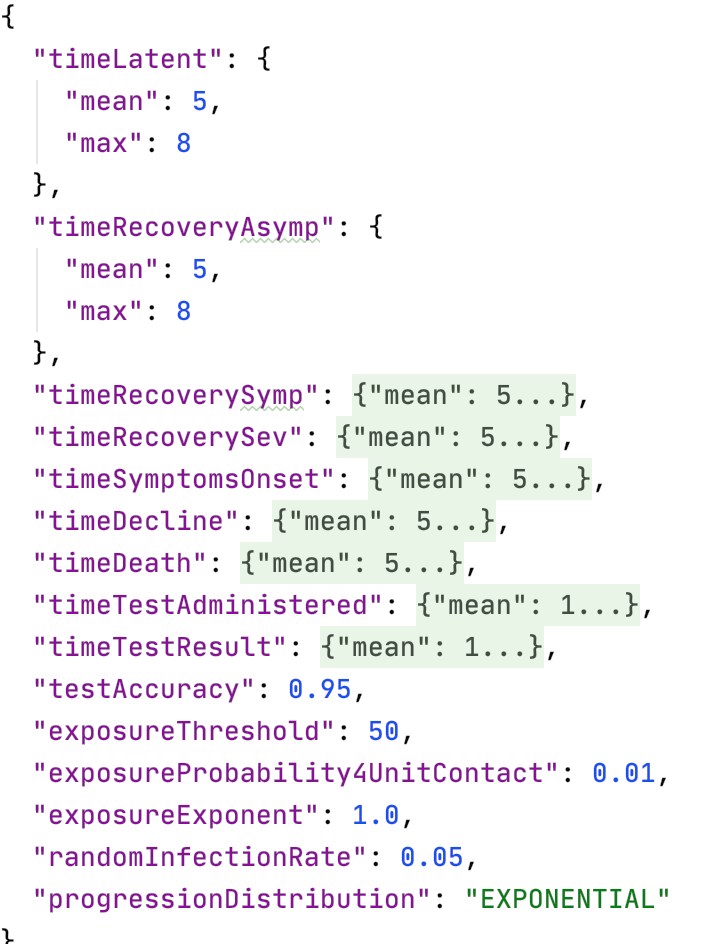 {
  "timeLatent": {
    "mean": 5,
    "max": 8
  },
  "timeRecoveryAsymp": {
    "mean": 5,
    "max": 8
  },
  "timeRecoverySymp": {"mean": 5...},
  "timeRecoverySev": {"mean": 5...},
  "timeSymptomsOnset": {"mean": 5...},
  "timeDecline": {"mean": 5...},
  "timeDeath": {"mean": 5...},
  "timeTestAdministered": {"mean": 1...},
  "timeTestResult": {"mean": 1...},
  "testAccuracy": 0.95,
  "exposureThreshold": 50,
  "exposureProbability4UnitContact": 0.01,
  "exposureExponent": 1.0,
  "randomInfectionRate": 0.05,
  "progressionDistribution": "EXPONENTIAL"
}